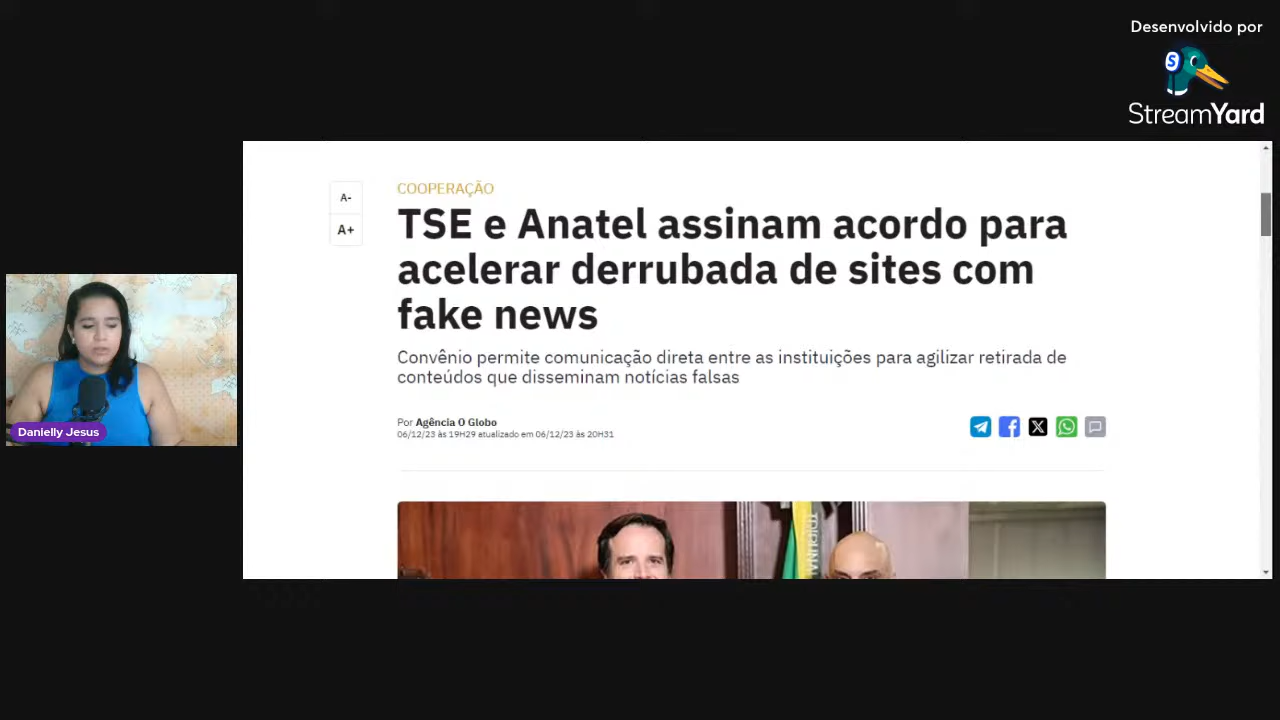 Desenvolvido por
S
StreamYard
A-
A+
COOPERAÇÃO
TSE e Anatel assinam acordo para
acelerar derrubada de sites com
fake news
Convênio permite comunicação direta entre as instituições para agilizar retirada de
conteúdos que disseminam notícias falsas
Por Agência O Globo
06/12/23 às 19H29 atualizado em 06/12/23 às 20H31
Danielly Jesus
TRIBUNA